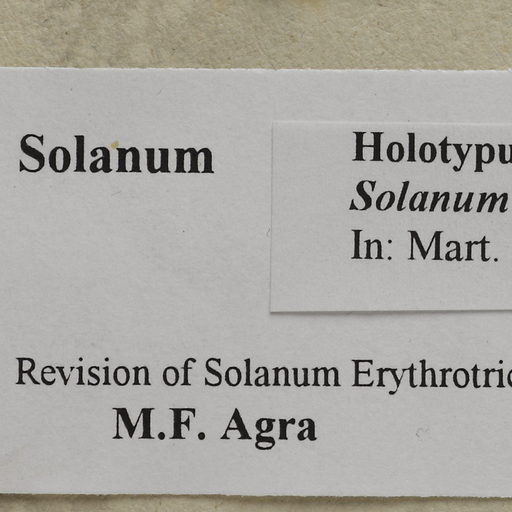 Solanum
Holotypu
Solanum
In: Mart.
Revision of Solanum Erythrotric
M.F. Agra